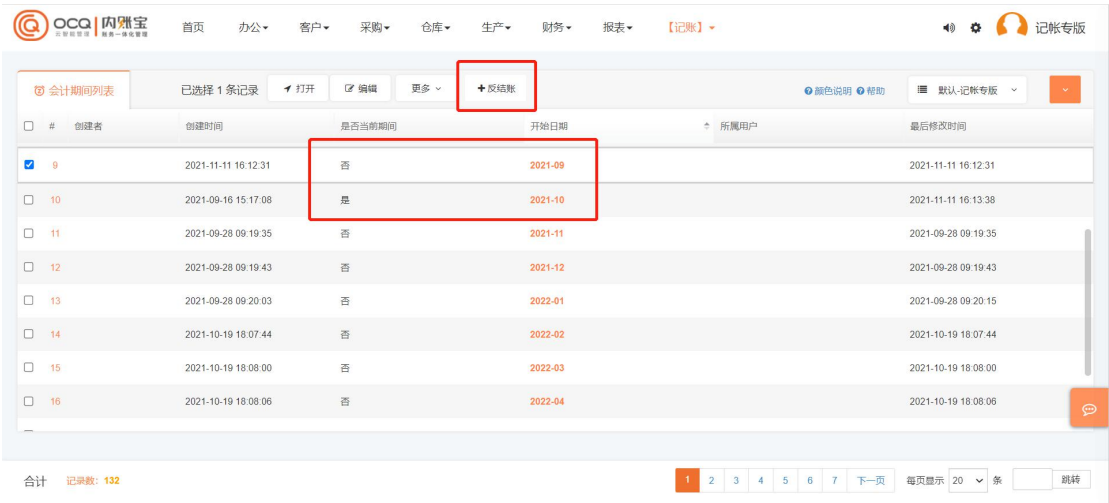 OCQ 内账宝 首页 办公 客户 采购 仓库 生产 财务 报表 【记账】 记帐专版
云智能管理 账务一体化管理
会计期间列表 已选择 1 条记录 打开 编辑 更多 +反结账 颜色说明 帮助 默认-记帐专版
# 创建者 创建时间 是否当前期间 开始日期 所属用户 最后修改时间
9 2021-11-11 16:12:31 否 2021-09 2021-11-11 16:12:31
10 2021-09-16 15:17:08 是 2021-10 2021-11-11 16:13:38
11 2021-09-28 09:19:35 否 2021-11 2021-09-28 09:19:35
12 2021-09-28 09:19:43 否 2021-12 2021-09-28 09:19:43
13 2021-09-28 09:20:03 否 2022-01 2021-09-28 09:20:15
14 2021-10-19 18:07:44 否 2022-02 2021-10-19 18:07:44
15 2021-10-19 18:08:00 否 2022-03 2021-10-19 18:08:00
16 2021-10-19 18:08:06 否 2022-04 2021-10-19 18:08:06
合计 记录数: 132 1 2 3 4 5 6 7 下一页 每页显示 20 条 跳转